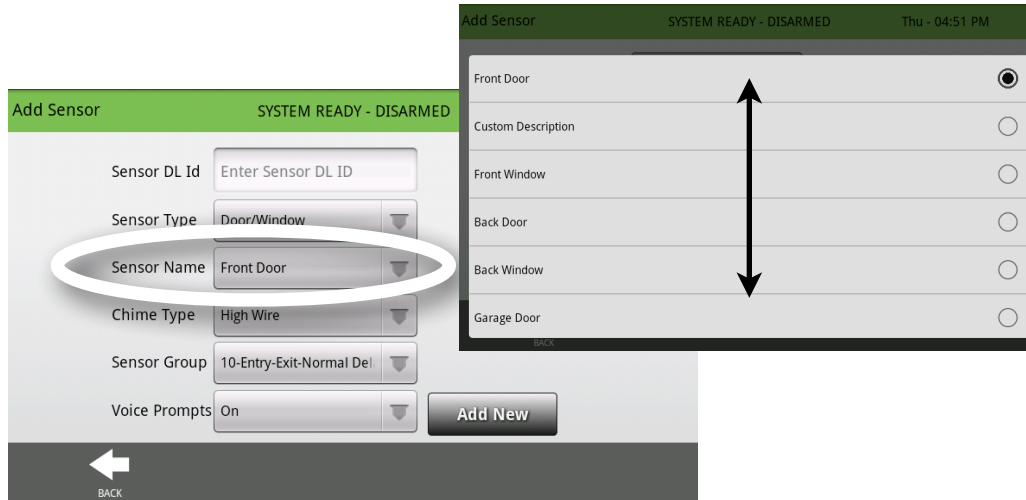 Add Sensor SYSTEM READY - DISARMED
Sensor DL Id Enter Sensor DL ID
Sensor Type Door/Window
Sensor Name Front Door
Chime Type High Wire
Sensor Group 10-Entry-Exit-Normal Del
Voice Prompts On
Add New
BACK
Add Sensor SYSTEM READY - DISARMED Thu - 04:51 PM
Front Door
Custom Description
Front Window
Back Door
Back Window
Garage Door
BACK